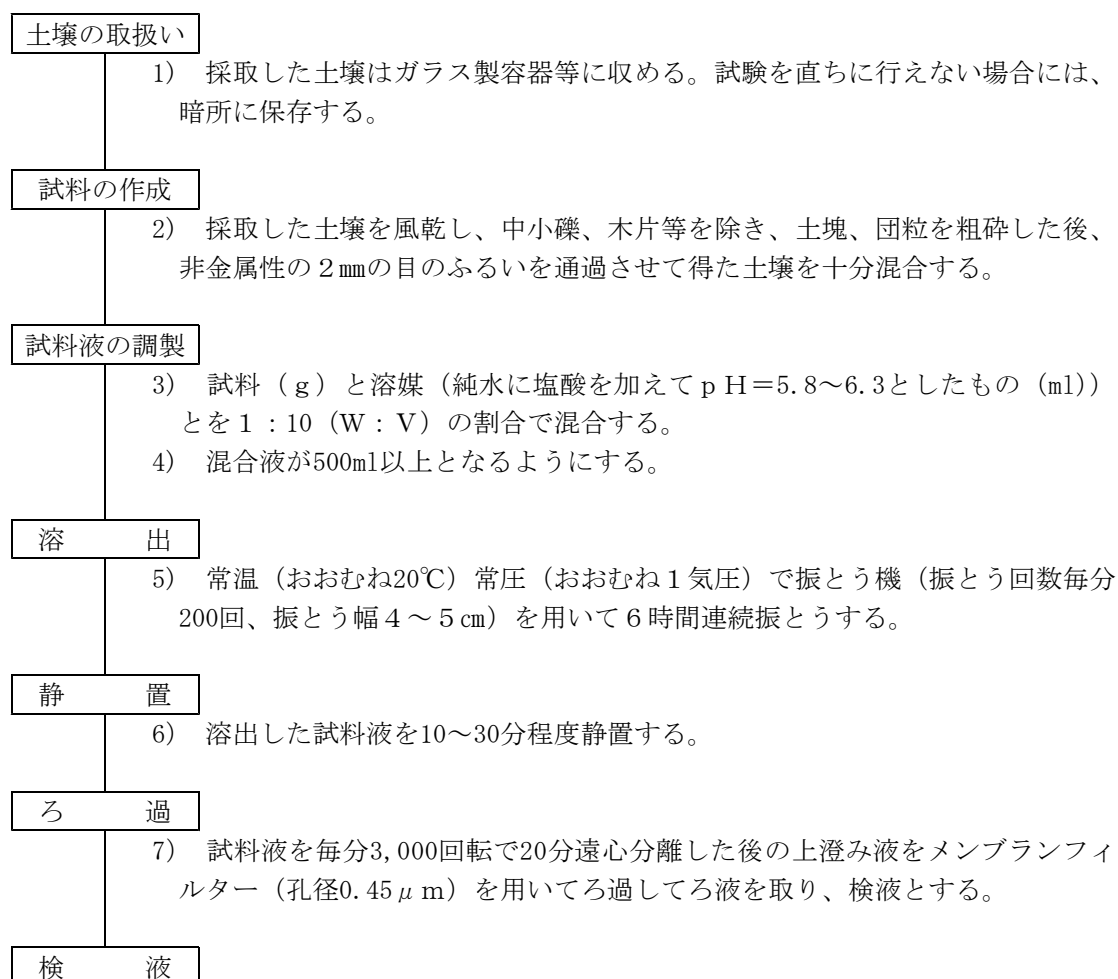 土壌の取扱い
1) 採取した土壌はガラス製容器等に収める。試験を直ちに行えない場合には、
暗所に保存する。
試料の作成
2) 採取した土壌を風乾し、中小礫、木片等を除き、土塊、団粒を粗砕した後、
非金属性の2㎜の目のふるいを通過させて得た土壌を十分混合する。
試料液の調製
3) 試料(g)と溶媒(純水に塩酸を加えてpH=5.8~6.3としたもの(ml))
とを1:10(W:V)の割合で混合する。
4) 混合液が500ml以上となるようにする。
溶 出
5) 常温(おおむね20℃)常圧(おおむね1気圧)で振とう機(振とう回数毎分
200回、振とう幅4~5㎝)を用いて6時間連続振とうする。
静 置
6) 溶出した試料液を10~30分程度静置する。
ろ 過
7) 試料液を毎分3,000回転で20分遠心分離した後の上澄み液をメンブランフィ
ルター(孔径0.45μm)を用いてろ過してろ液を取り、検液とする。
検 液